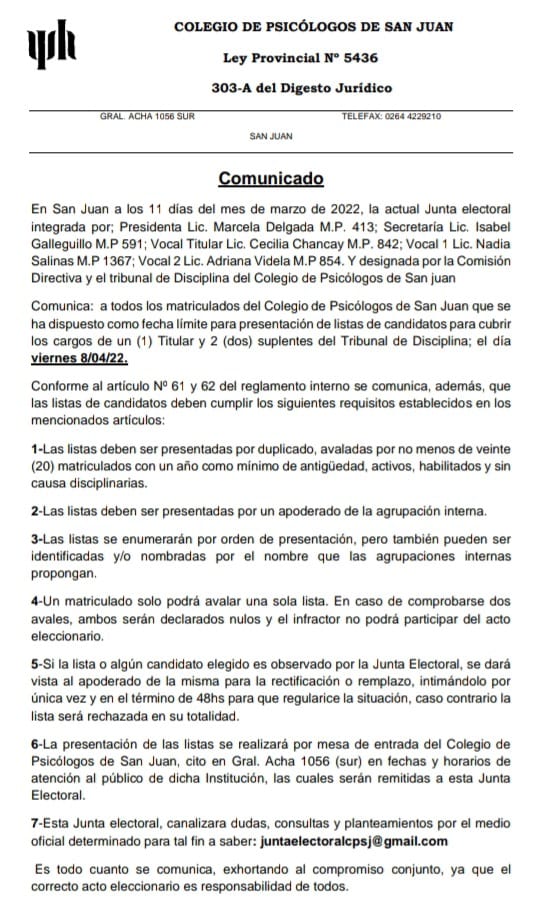 COLEGIO DE PSICÓLOGOS DE SAN JUAN
Ley Provincial Nº 5436
303-A del Digesto Jurídico
GRAL. ACHA 1056 SUR TELEFAX: 0264 4229210
SAN JUAN
Comunicado
En San Juan a los 11 días del mes de marzo de 2022, la actual Junta electoral
integrada por; Presidenta Lic. Marcela Delgada M.P. 413; Secretaría Lic. Isabel
Galleguillo M.P 591; Vocal Titular Lic. Cecilia Chancay M.P. 842; Vocal 1 Lic. Nadia
Salinas M.P 1367; Vocal 2 Lic. Adriana Videla M.P 854. Y designada por la Comisión
Directiva y el tribunal de Disciplina del Colegio de Psicólogos de San juan
Comunica: a todos los matriculados del Colegio de Psicólogos de San Juan que se
ha dispuesto como fecha límite para presentación de listas de candidatos para cubrir
los cargos de un (1) Titular y 2 (dos) suplentes del Tribunal de Disciplina; el día
viernes 8/04/22.
Conforme al artículo Nº 61 y 62 del reglamento interno se comunica, además, que
las listas de candidatos deben cumplir los siguientes requisitos establecidos en los
mencionados artículos:
1-Las listas deben ser presentadas por duplicado, avaladas por no menos de veinte
(20) matriculados con un año como mínimo de antigüedad, activos, habilitados y sin
causa disciplinarias.
2-Las listas deben ser presentadas por un apoderado de la agrupación interna.
3-Las listas se enumerarán por orden de presentación, pero también pueden ser
identificadas y/o nombradas por el nombre que las agrupaciones internas
propongan.
4-Un matriculado solo podrá avalar una sola lista. En caso de comprobarse dos
avales, ambos serán declarados nulos y el infractor no podrá participar del acto
eleccionario.
5-Si la lista o algún candidato elegido es observado por la Junta Electoral, se dará
vista al apoderado de la misma para la rectificación o remplazo, intimándolo por
única vez y en el término de 48hs para que regularice la situación, caso contrario la
lista será rechazada en su totalidad.
6-La presentación de las listas se realizará por mesa de entrada del Colegio de
Psicólogos de San Juan, cito en Gral. Acha 1056 (sur) en fechas y horarios de
atención al público de dicha Institución, las cuales serán remitidas a esta Junta
Electoral.
7-Esta Junta electoral, canalizara dudas, consultas y planteamientos por el medio
oficial determinado para tal fin a saber: juntaelectoralcpsj@gmail.com
Es todo cuanto se comunica, exhortando al compromiso conjunto, ya que el
correcto acto eleccionario es responsabilidad de todos.